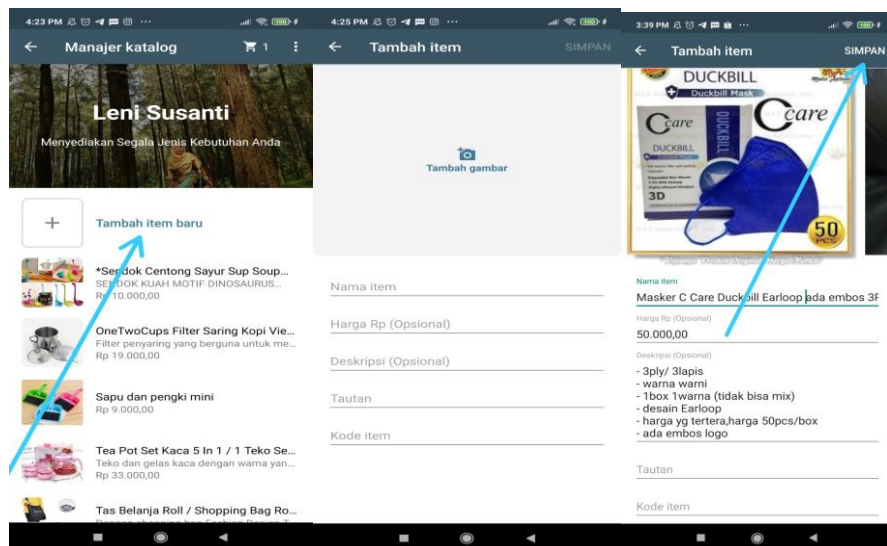 4:23 PM
Manajer katalog
1
Leni Susanti
Menyediakan Segala Jenis Kebutuhan Anda
Tambah item baru
*Sendok Centong Sayur Sup Soup...
SENDOK KUAH MOTIF DINOSAURUS...
Rp 10.000,00
OneTwoCups Filter Saring Kopi Vie...
Filter penyaring yang berguna untuk me...
Rp 19.000,00
Sapu dan pengki mini
Rp 9.000,00
Tea Pot Set Kaca 5 In 1 / 1 Teko Se...
Teko dan gelas kaca dengan warna yan...
Rp 33.000,00
Tas Belanja Roll / Shopping Bag Ro...
4:25 PM
Tambah item
SIMPAN
Tambah gambar
Nama item
Harga Rp (Opsional)
Deskripsi (Opsional)
Tautan
Kode item
3:39 PM
Tambah item
SIMPAN
DUCKBILL
Duckbill Mask
Ccare
Ccare
DUCKBILL
DUCKBILL
3D
50
PCS
Nama item
Masker C Care Duckbill Earloop ada embos 3P
Harga Rp (Opsional)
50.000,00
Deskripsi (Opsional)
- 3ply/ 3lapis
- warna warni
- 1box 1warna (tidak bisa mix)
- desain Earloop
- harga yg tertera,harga 50pcs/box
- ada embos logo
Tautan
Kode item